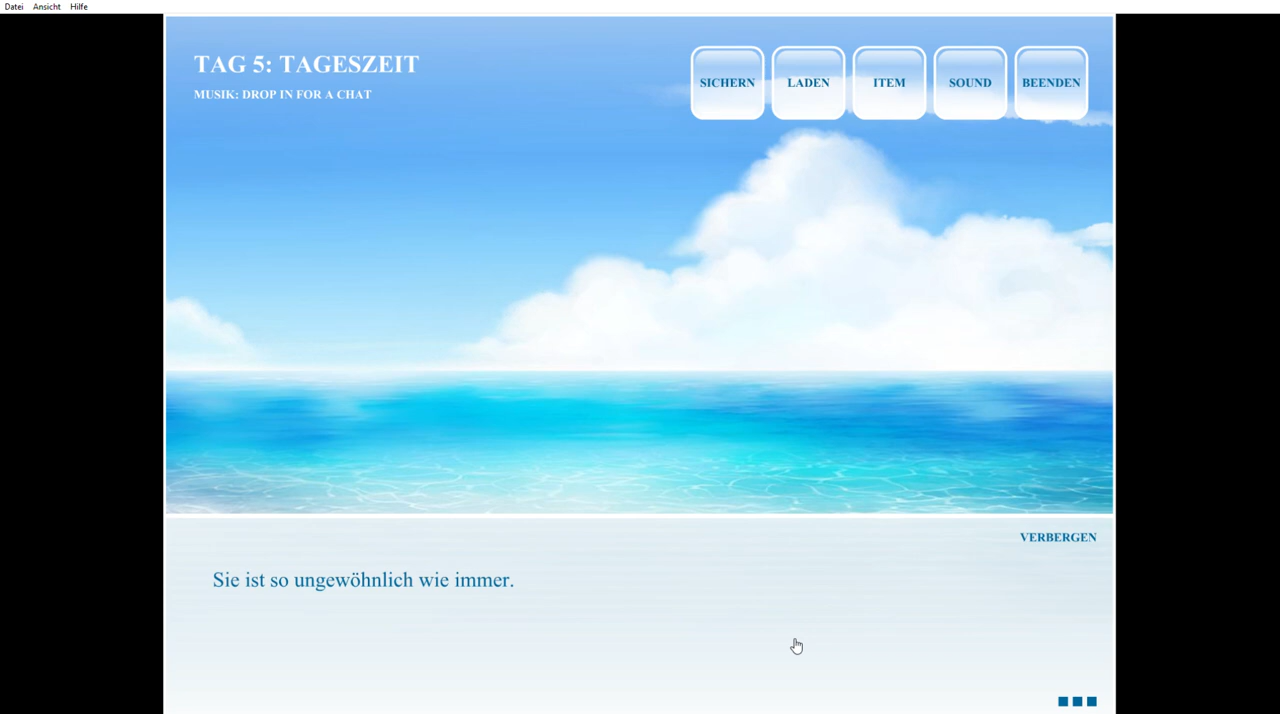 Datei Ansicht Hilfe
TAG 5: TAGESZEIT
MUSIK: DROP IN FOR A CHAT
SICHERN LADEN ITEM SOUND BEENDEN
VERBERGEN
Sie ist so ungewöhnlich wie immer.